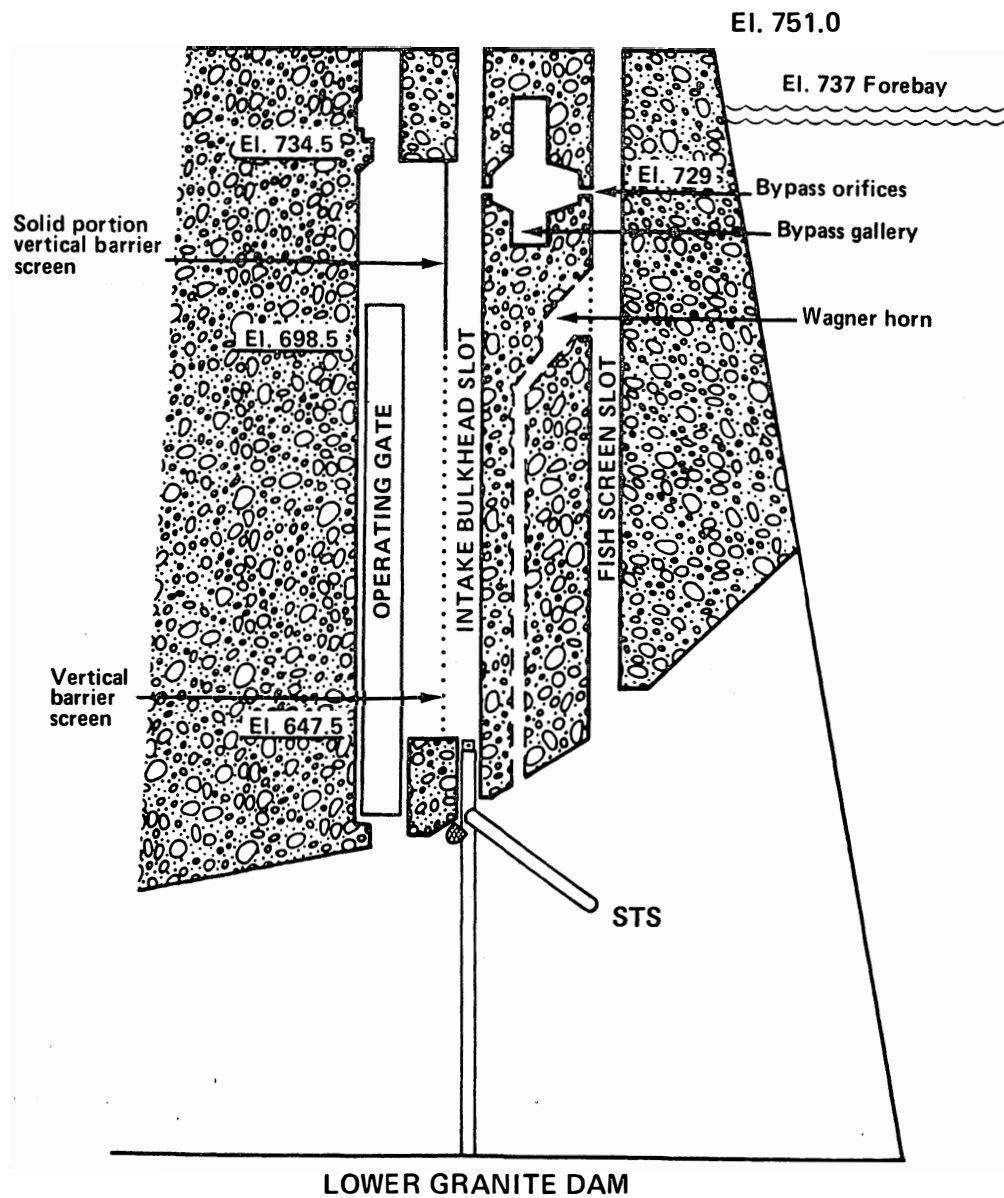 El. 751.0
El. 737 Forebay
El. 734.5
El. 729
Bypass orifices
Solid portion
vertical barrier
screen
Bypass gallery
Wagner horn
El. 698.5
OPERATING GATE
INTAKE BULKHEAD SLOT
FISH SCREEN SLOT
Vertical
barrier
screen
El. 647.5
STS
LOWER GRANITE DAM